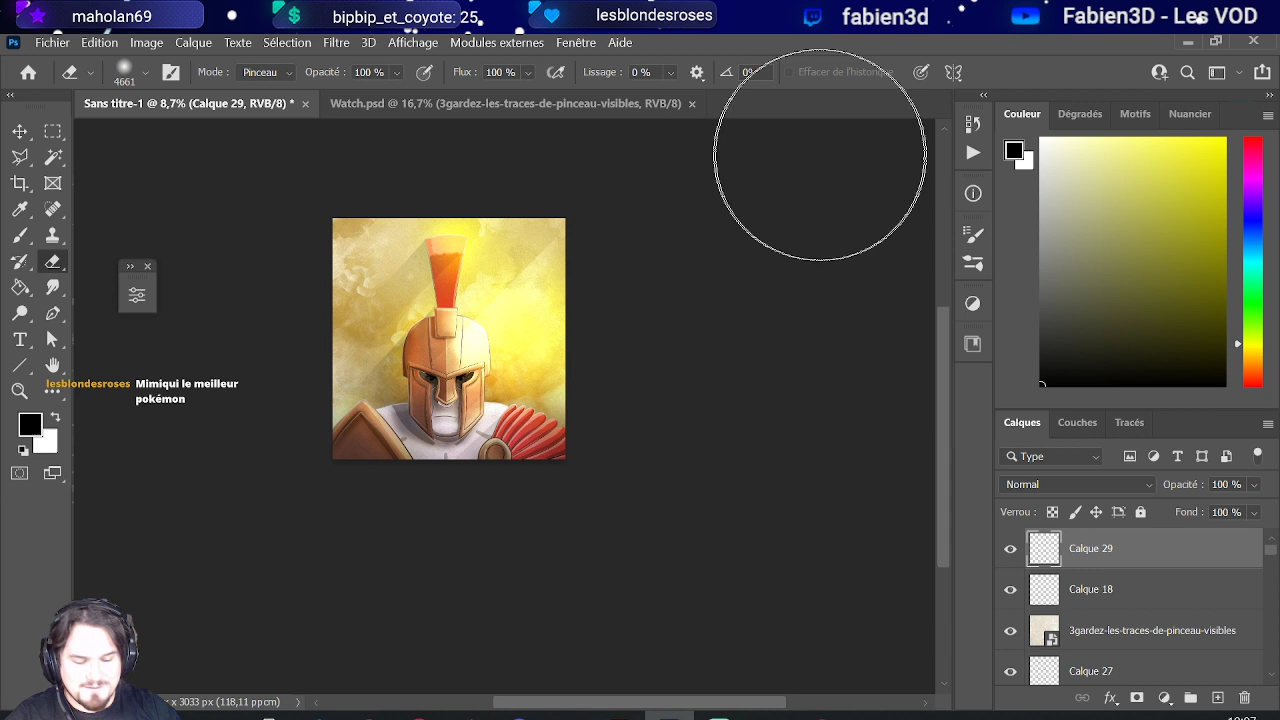 maholan69
bipbip_et_coyote: 25
lesblondesroses
fabien3d
Fabien3D - Les VOD
Ps
Fichier Edition Image Calque Texte Sélection Filtre 3D Affichage Modules externes Fenêtre Aide
4661
Mode : Pinceau Opacité : 100 % Flux : 100 % Lissage : 0 % 0° Effacer de l'historique
Sans titre-1 @ 8,7% (Calque 29, RVB/8) *
Watch.psd @ 16,7% (3gardez-les-traces-de-pinceau-visibles, RVB/8)
Couleur Dégradés Motifs Nuancier
lesblondesroses Mimiqui le meilleur
pokémon
Calques Couches Tracés
Type
Normal Opacité : 100 %
Verrou : Fond : 100 %
Calque 29
Calque 18
3gardez-les-traces-de-pinceau-visibles
Calque 27
x 3033 px (118,11 ppcm)